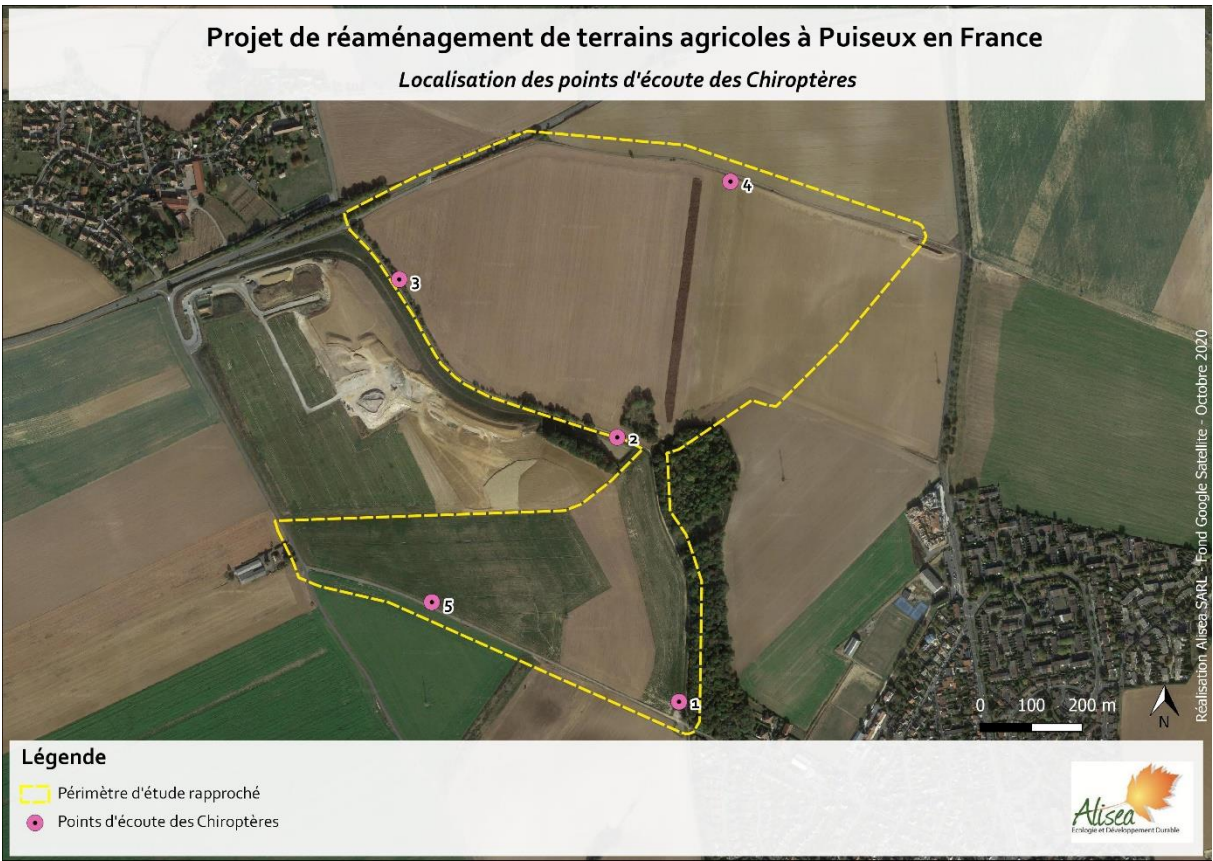 Projet de réaménagement de terrains agricoles à Puiseux en France
Localisation des points d'écoute des Chiroptères
4
3
2
5
1
0 100 200 m
N
Réalisation Alisea SARL - Fond Google Satellite - Octobre 2020
Légende
Périmètre d'étude rapproché
Points d'écoute des Chiroptères
Alisea
Ecologie et Développement Durable